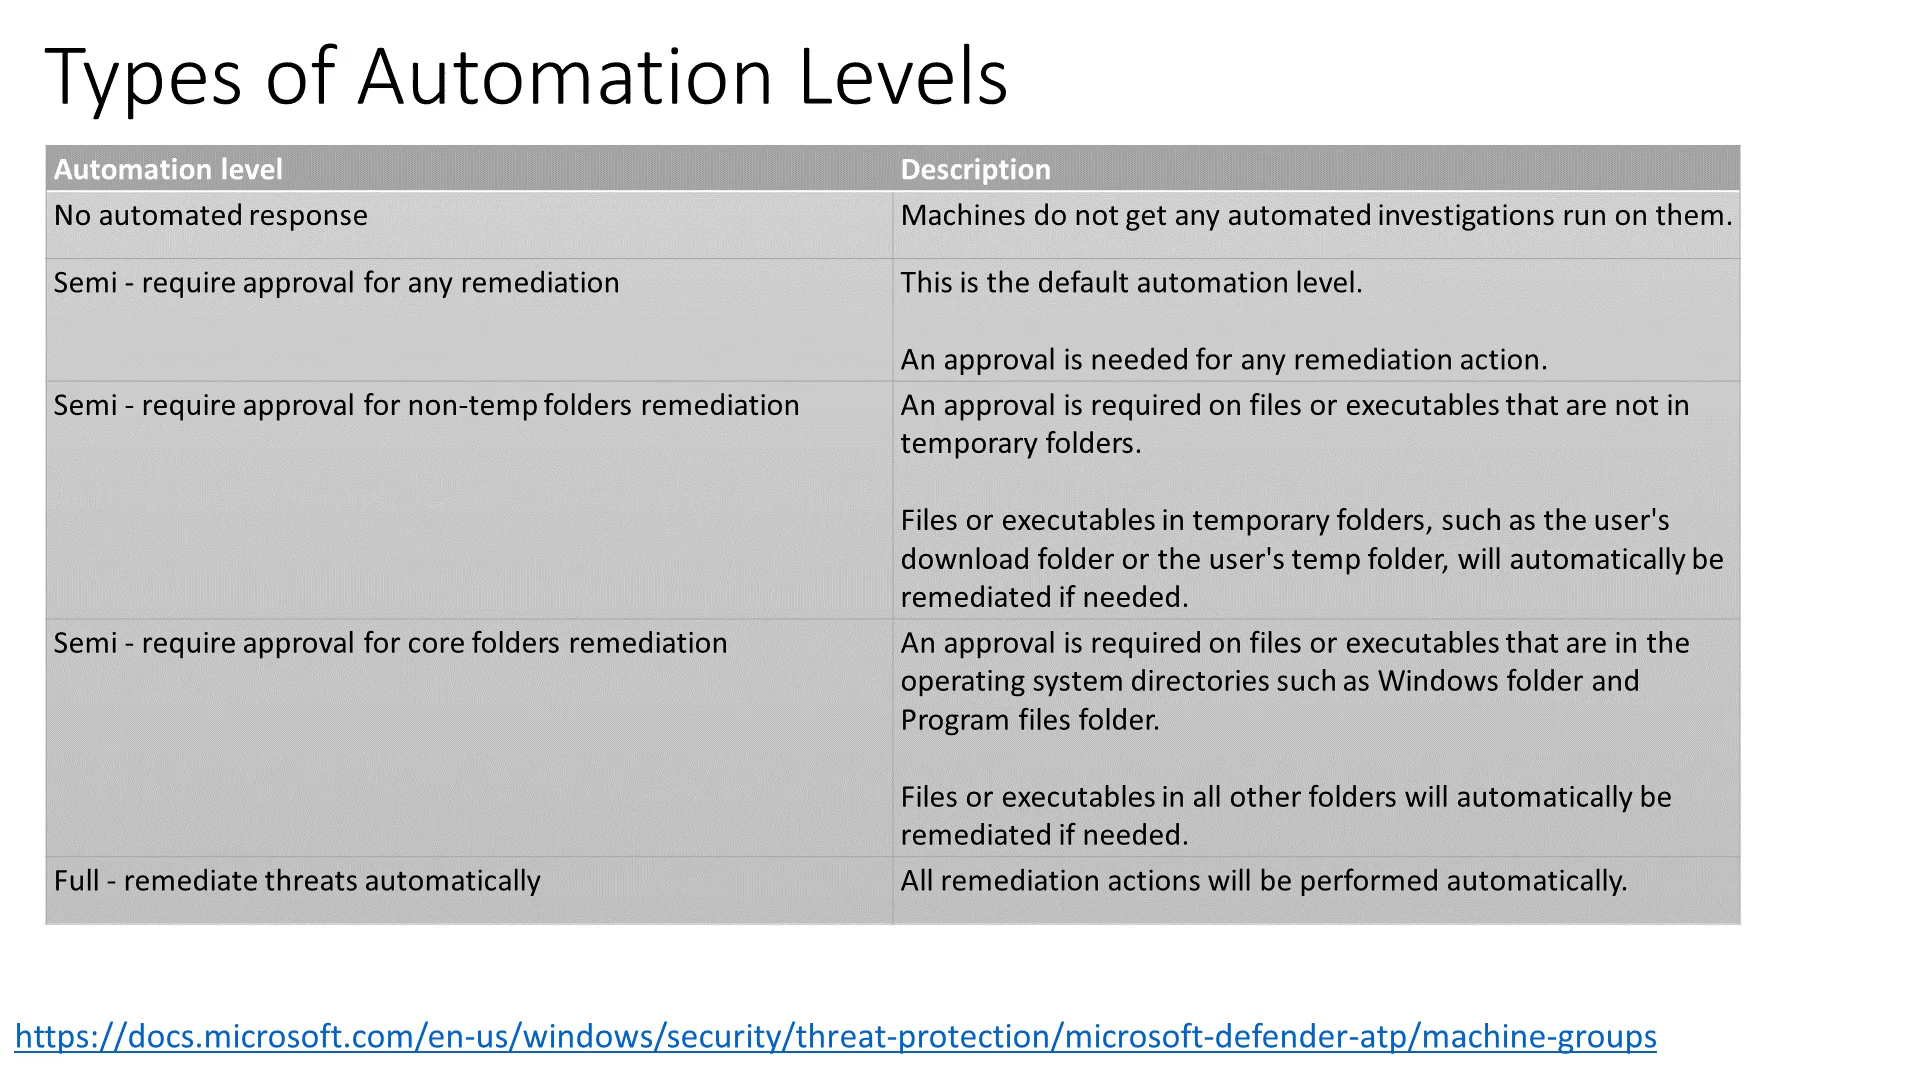 Types of Automation Levels
Automation level
Description
No automated response
Machines do not get any automated investigations run on them.
Semi - require approval for any remediation
This is the default automation level.
An approval is needed for any remediation action.
Semi - require approval for non-temp folders remediation
An approval is required on files or executables that are not in
temporary folders.
Files or executables in temporary folders, such as the user's
download folder or the user's temp folder, will automatically be
remediated if needed.
Semi - require approval for core folders remediation
An approval is required on files or executables that are in the
operating system directories such as Windows folder and
Program files folder.
Files or executables in all other folders will automatically be
remediated if needed.
Full - remediate threats automatically
All remediation actions will be performed automatically.
https://docs.microsoft.com/en-us/windows/security/threat-protection/microsoft-defender-atp/machine-groups